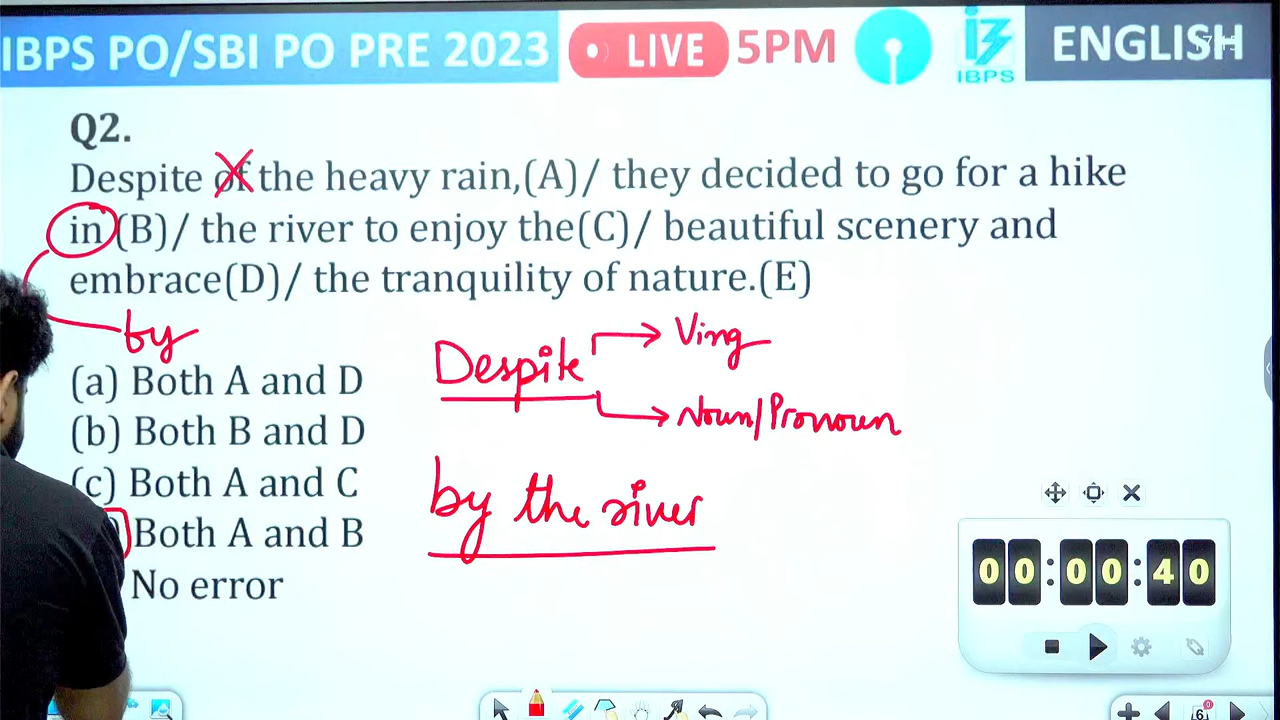 IBPS PO/SBI PO PRE 2023 LIVE 5PM IBPS ENGLISH
Q2.
Despite of the heavy rain,(A)/ they decided to go for a hike
in (B)/ the river to enjoy the(C)/ beautiful scenery and
embrace(D)/ the tranquility of nature.(E)
by
Despite
Ving
Noun/Pronoun
(a) Both A and D
(b) Both B and D
(c) Both A and C
Both A and B
No error
by the river
00:00:40
6